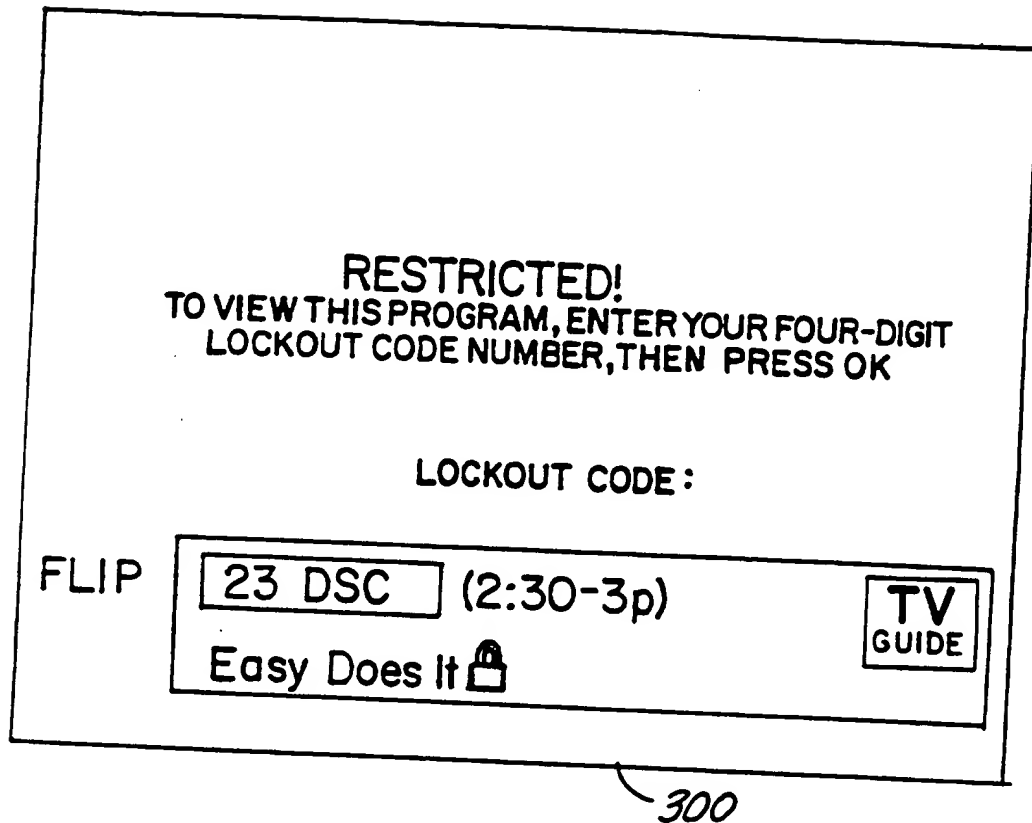 RESTRICTED!
TO VIEW THIS PROGRAM, ENTER YOUR FOUR-DIGIT
LOCKOUT CODE NUMBER, THEN PRESS OK
LOCKOUT CODE:
FLIP
23 DSC (2:30-3p)
TV
GUIDE
Easy Does It
300